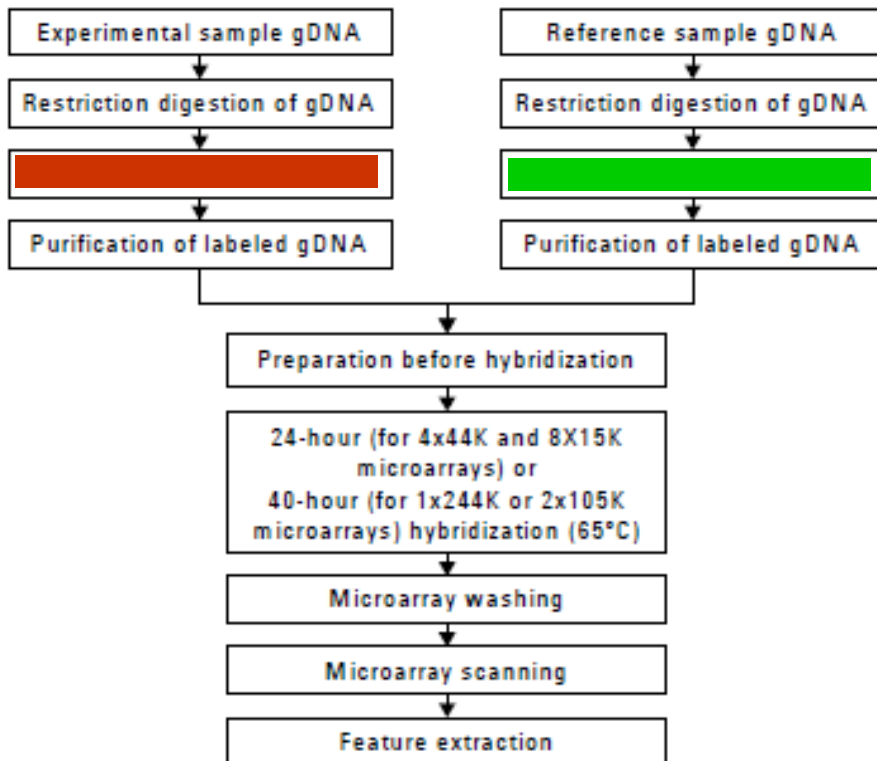 Experimental sample gDNA
Reference sample gDNA
Restriction digestion of gDNA
Restriction digestion of gDNA
Purification of labeled gDNA
Purification of labeled gDNA
Preparation before hybridization
24-hour (for 4x44K and 8X15K
microarrays) or
40-hour (for 1x244K or 2x105K
microarrays) hybridization (65°C)
Microarray washing
Microarray scanning
Feature extraction